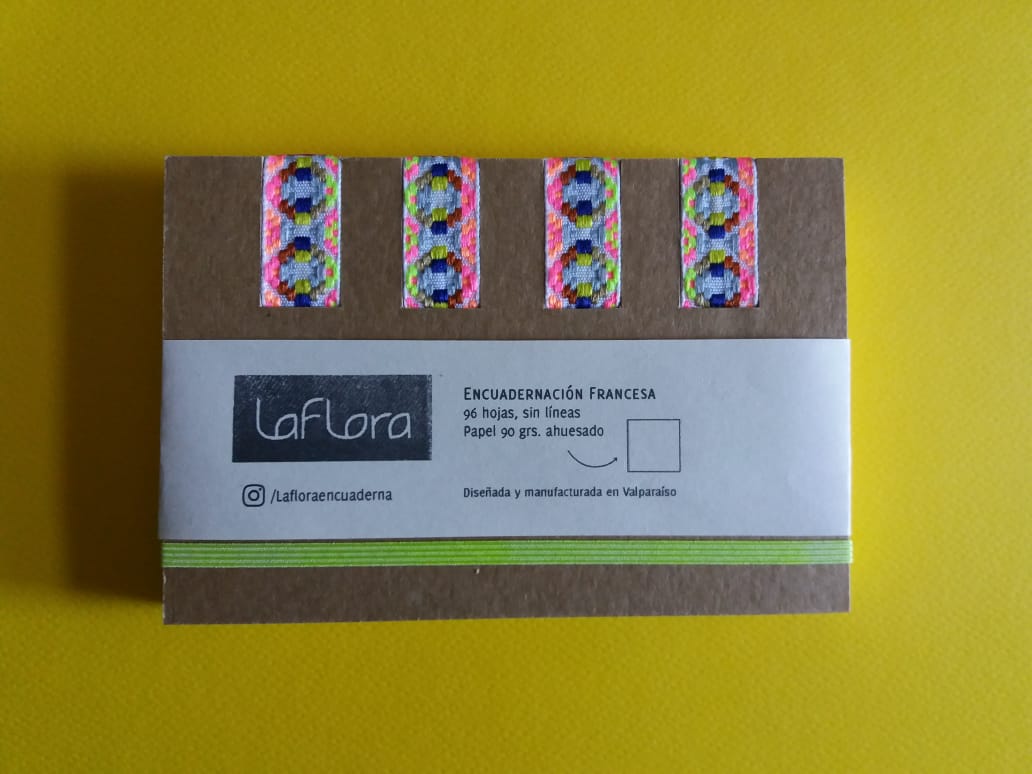 LaFLora
/Lafloraencuaderna
Encuadernación Francesa
96 hojas, sin líneas
Papel 90 grs. ahuesado
Diseñada y manufacturada en Valparaíso